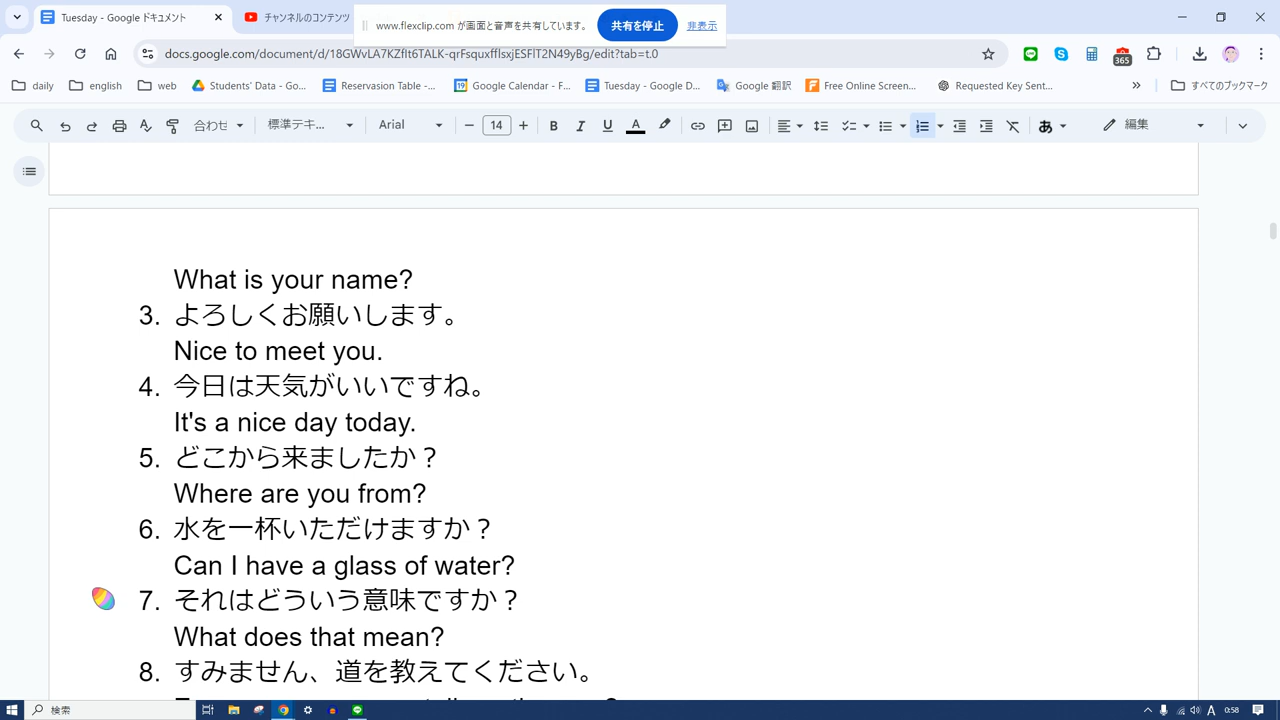 Tuesday - Google ドキュメント
チャンネルのコンテンツ
www.flexclip.com が画面と音声を共有しています。
共有を停止
非表示
docs.google.com/document/d/18GWvLA7KZflt6TALK-qrFsquxfflsxjESFlT2N49yBg/edit?tab=t.0
365
daily
english
web
Students' Data - Go...
Reservasion Table -...
Google Calendar - F...
Tuesday - Google D...
Google 翻訳
Free Online Screen...
Requested Key Sent...
すべてのブックマーク
合わせ
標準テキ...
Arial
14
編集
What is your name?
3. よろしくお願いします。
Nice to meet you.
4. 今日は天気がいいですね。
It's a nice day today.
5. どこから来ましたか？
Where are you from?
6. 水を一杯いただけますか？
Can I have a glass of water?
7. それはどういう意味ですか？
What does that mean?
8. すみません、道を教えてください。
検索
A
0:58